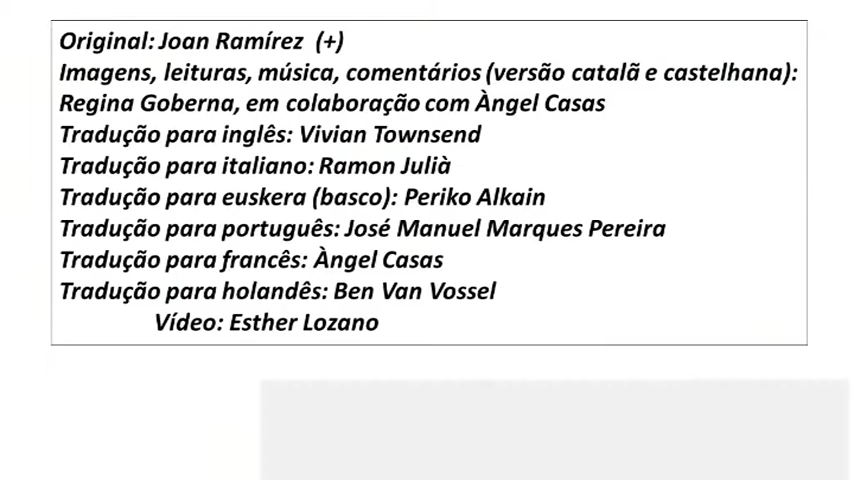 Original: Joan Ramírez (+)
Imagens, leituras, música, comentários (versão catalã e castelhana):
Regina Goberna, em colaboração com Àngel Casas
Tradução para inglês: Vivian Townsend
Tradução para italiano: Ramon Julià
Tradução para euskera (basco): Periko Alkain
Tradução para português: José Manuel Marques Pereira
Tradução para francês: Àngel Casas
Tradução para holandês: Ben Van Vossel
Vídeo: Esther Lozano